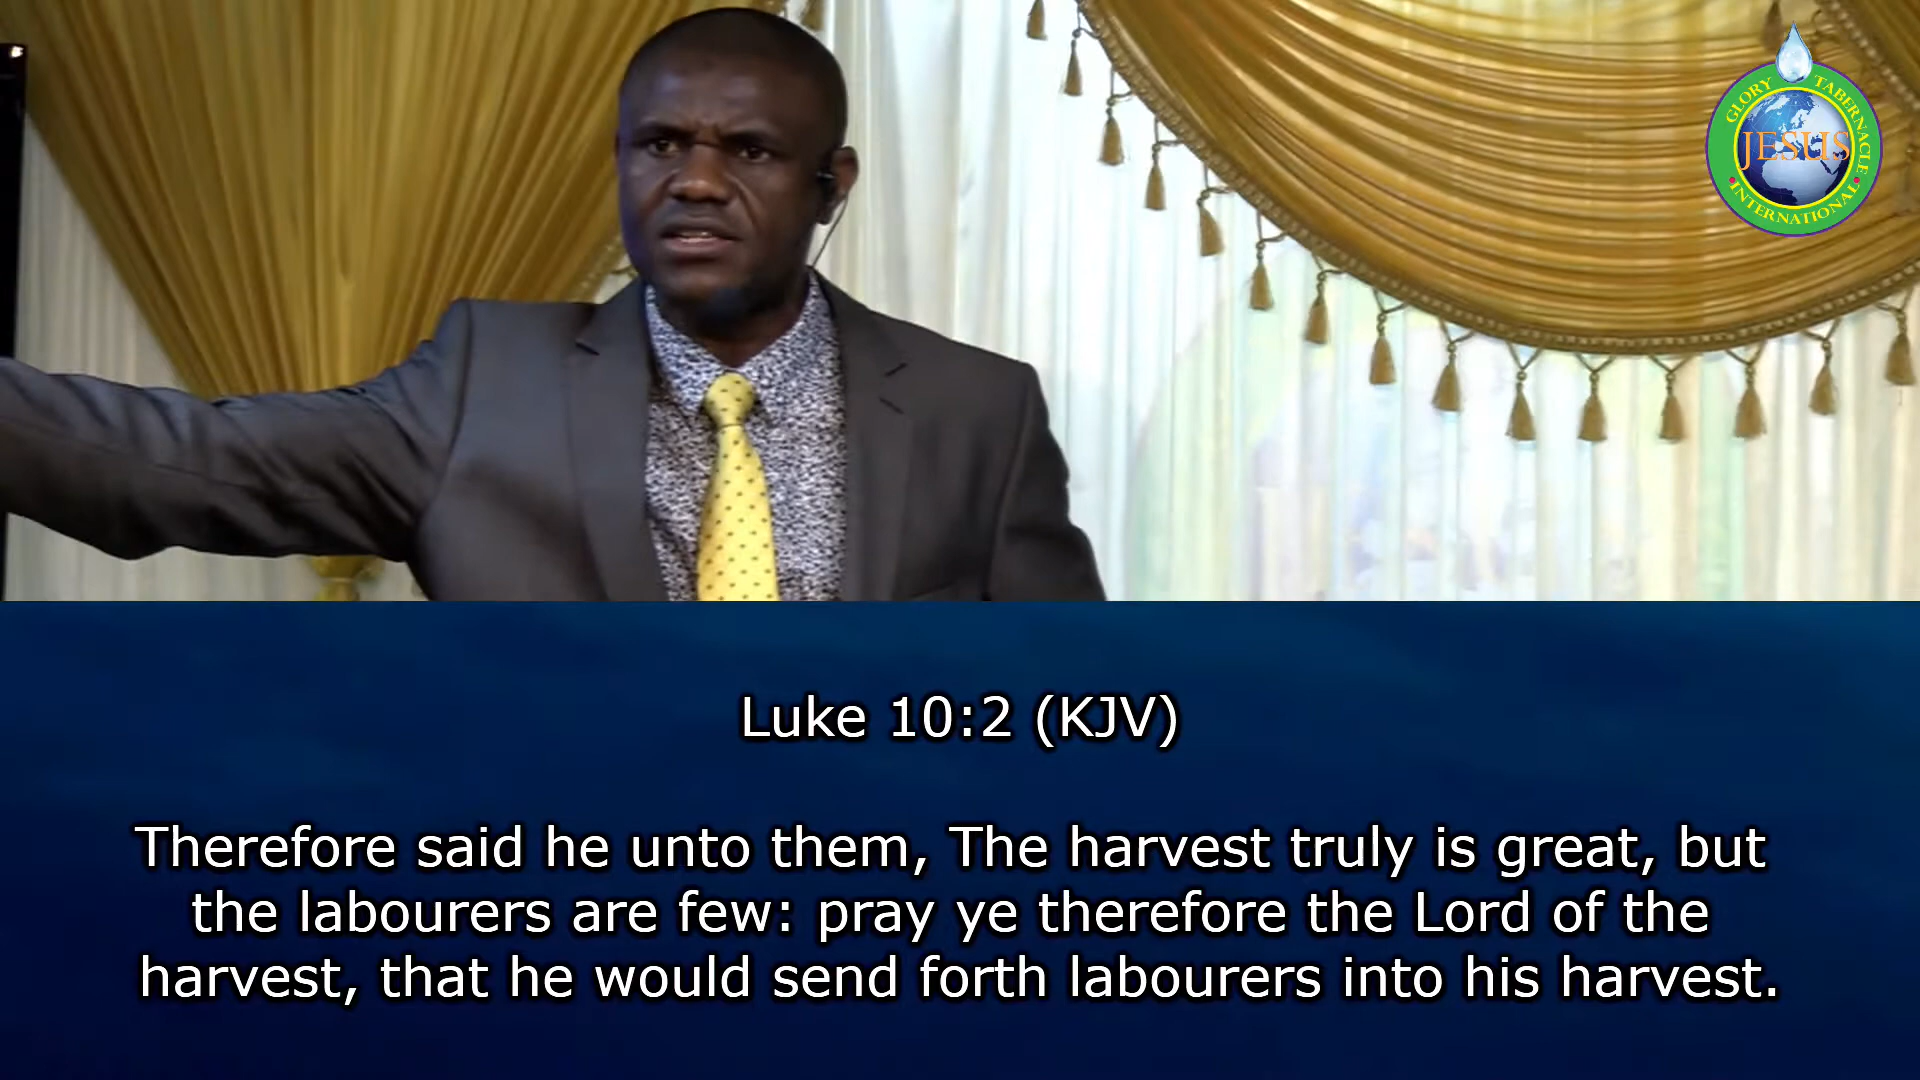 GLORY TABERNACLE
JESUS
INTERNATIONAL
Luke 10:2 (KJV)
Therefore said he unto them, The harvest truly is great, but
the labourers are few: pray ye therefore the Lord of the
harvest, that he would send forth labourers into his harvest.